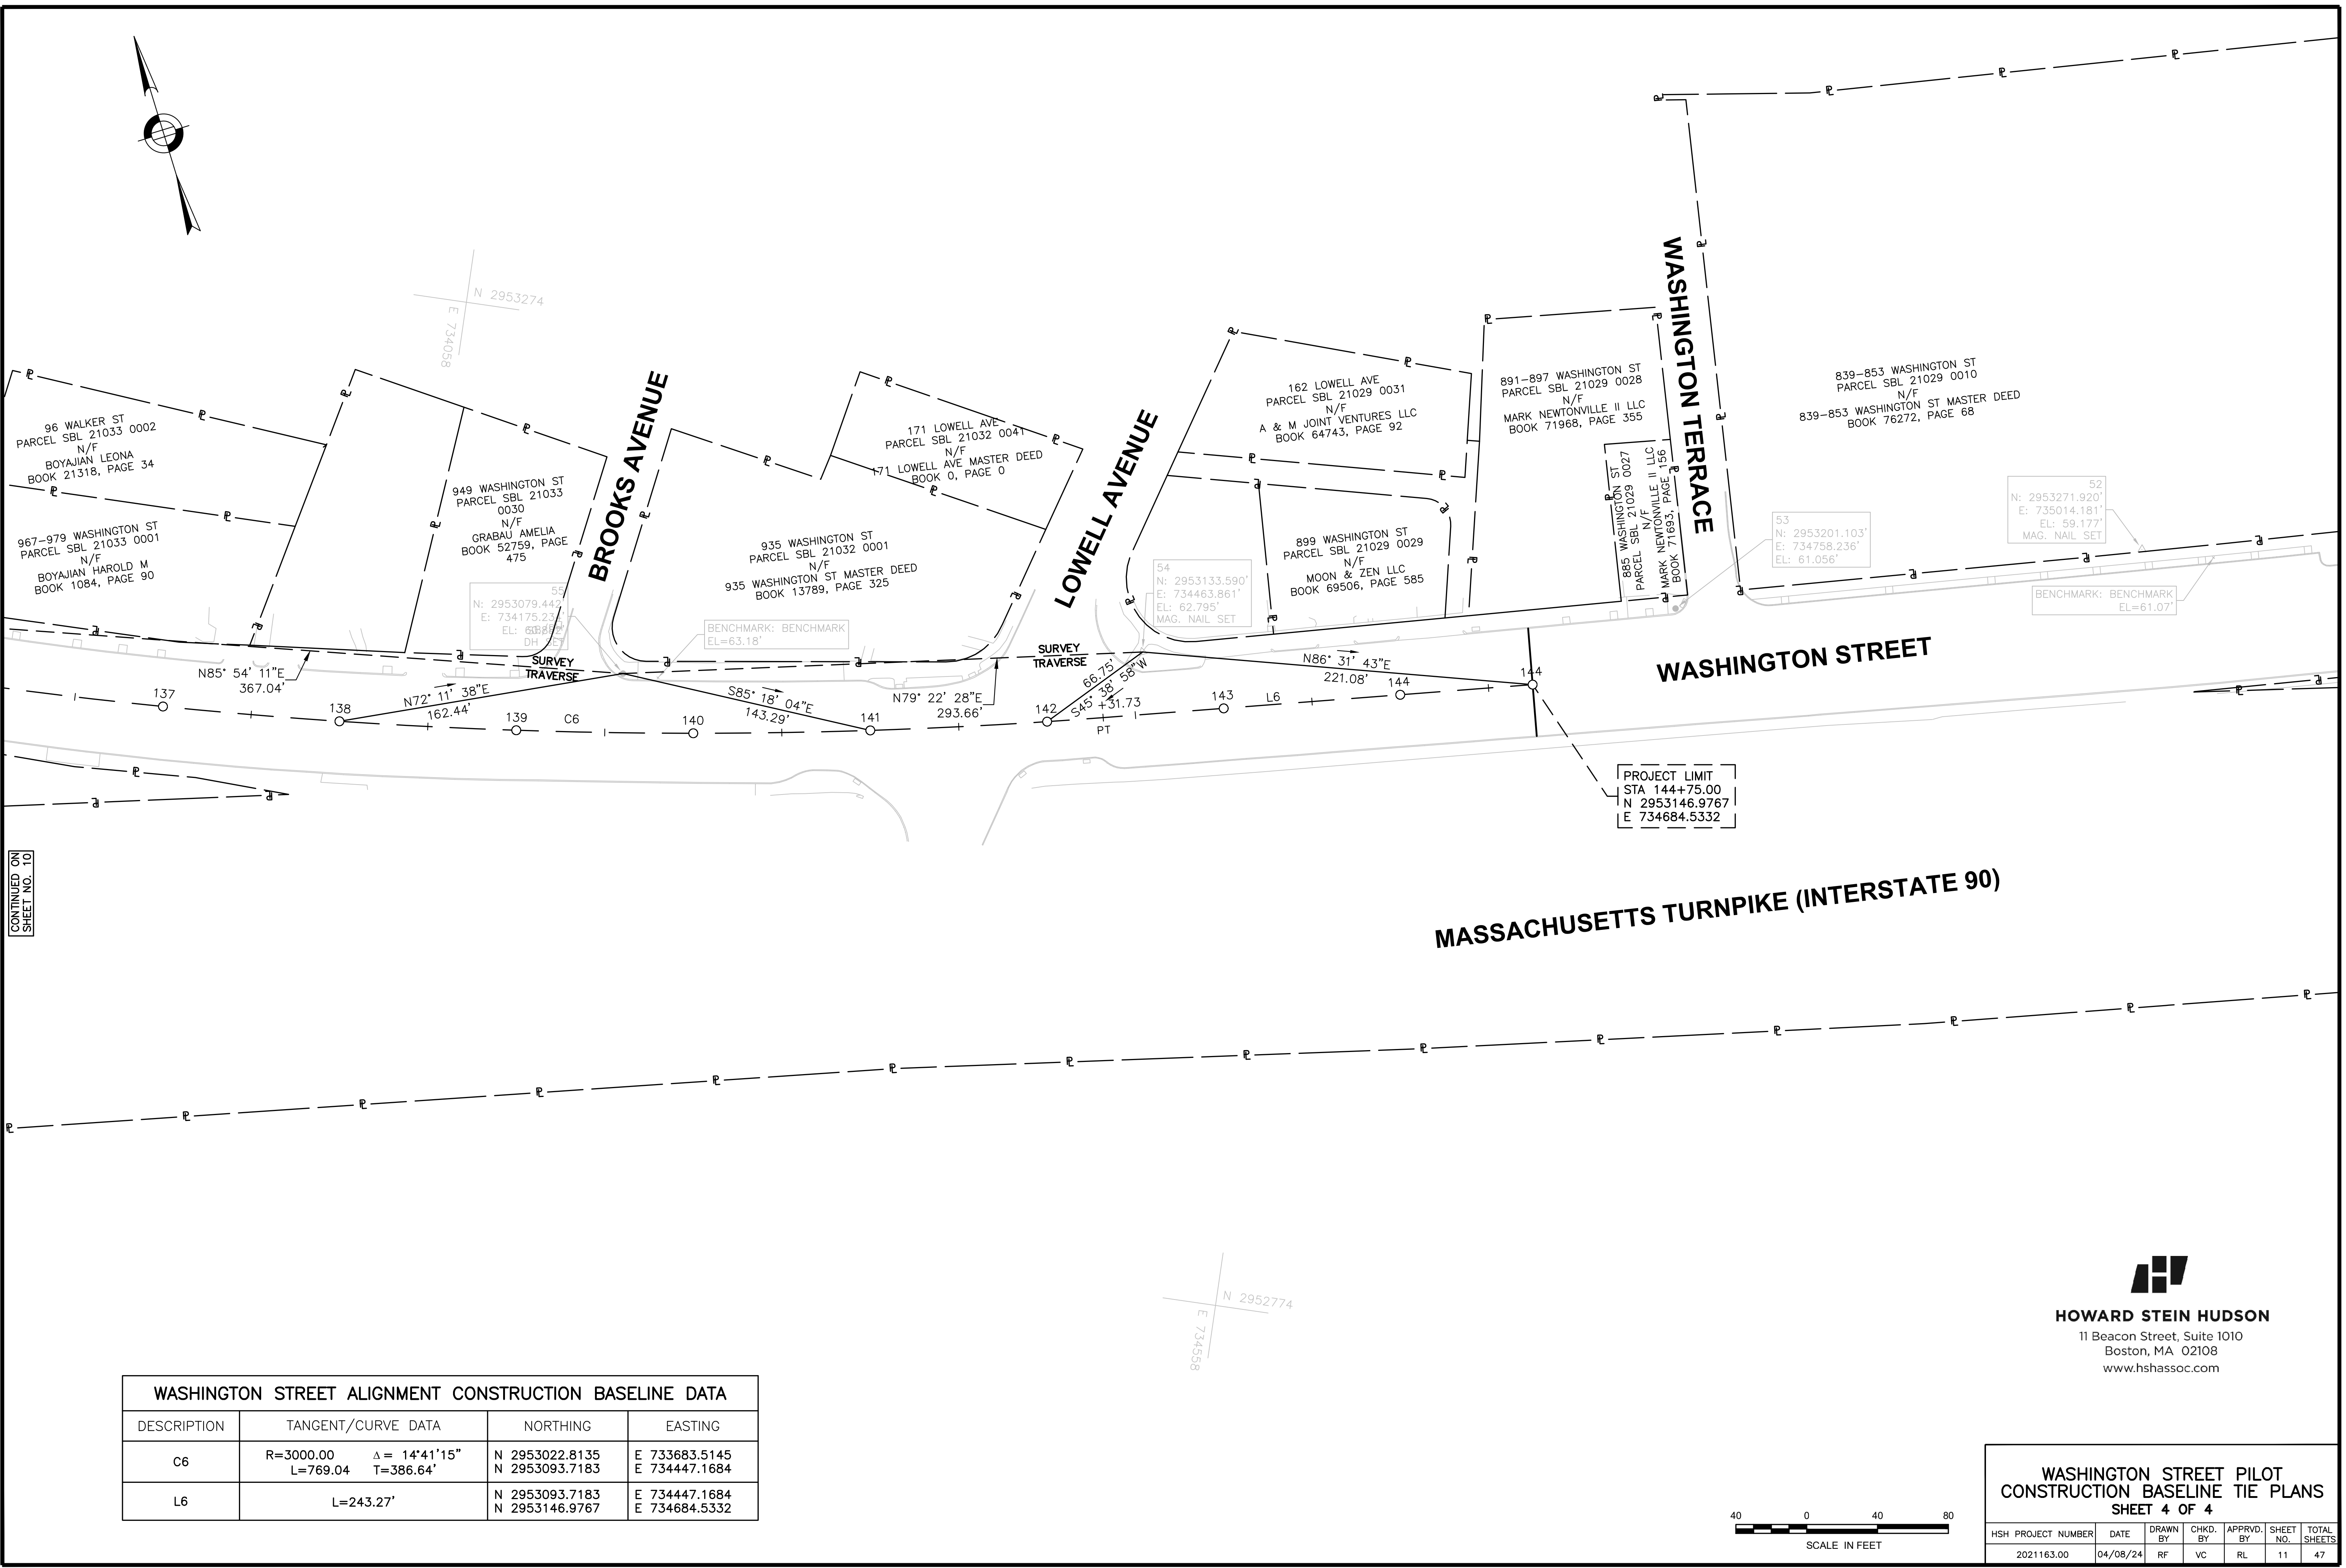 N 2953274
E 734058
96 WALKER ST
PARCEL SBL 21033 0002
N/F
BOYAJIAN LEONA
BOOK 21318, PAGE 34
967-979 WASHINGTON ST
PARCEL SBL 21033 0001
N/F
BOYAJIAN HAROLD M
BOOK 1084, PAGE 90
949 WASHINGTON ST
PARCEL SBL 21033
0030
N/F
GRABAU AMELIA
BOOK 52759, PAGE
475
BROOKS AVENUE
935 WASHINGTON ST
PARCEL SBL 21032 0001
N/F
935 WASHINGTON ST MASTER DEED
BOOK 13789, PAGE 325
171 LOWELL AVE
PARCEL SBL 21032 0041
N/F
171 LOWELL AVE MASTER DEED
BOOK 0, PAGE 0
LOWELL AVENUE
162 LOWELL AVE
PARCEL SBL 21029 0031
N/F
A & M JOINT VENTURES LLC
BOOK 64743, PAGE 92
899 WASHINGTON ST
PARCEL SBL 21029 0029
N/F
MOON & ZEN LLC
BOOK 69506, PAGE 585
891-897 WASHINGTON ST
PARCEL SBL 21029 0028
N/F
MARK NEWTONVILLE II LLC
BOOK 71968, PAGE 355
885 WASHINGTON ST
PARCEL SBL 21029 0027
N/F
MARK NEWTONVILLE II LLC
BOOK 71693, PAGE 156
WASHINGTON TERRACE
839-853 WASHINGTON ST
PARCEL SBL 21029 0010
N/F
839-853 WASHINGTON ST MASTER DEED
BOOK 76272, PAGE 68
55
N: 2953079.442'
E: 734175.23
EL:
DH
BENCHMARK: BENCHMARK
EL=63.18'
54
N: 2953133.590'
E: 734463.861'
EL: 62.795'
MAG. NAIL SET
53
N: 2953201.103'
E: 734758.236'
EL: 61.056'
52
N: 2953271.920'
E: 735014.181'
EL: 59.177'
MAG. NAIL SET
BENCHMARK: BENCHMARK
EL=61.07'
SURVEY
TRAVERSE
SURVEY
TRAVERSE
N85° 54' 11"E
367.04'
N72° 11' 38"E
162.44'
S85° 18' 04"E
143.29'
N79° 22' 28"E
293.66'
66.75'
S45° 38' 58"W
N86° 31' 43"E
221.08'
137
138
139
C6
140
141
142
+31.73
PT
143
L6
144
144
WASHINGTON STREET
PROJECT LIMIT
STA 144+75.00
N 2953146.9767
E 734684.5332
CONTINUED ON
SHEET NO. 10
MASSACHUSETTS TURNPIKE (INTERSTATE 90)
N 2952774
E 734558
HOWARD STEIN HUDSON
11 Beacon Street, Suite 1010
Boston, MA 02108
www.hshassoc.com
WASHINGTON STREET ALIGNMENT CONSTRUCTION BASELINE DATA
DESCRIPTION TANGENT/CURVE DATA NORTHING EASTING
C6
R=3000.00 Δ = 14°41'15" N 2953022.8135 E 733683.5145
L=769.04 T=386.64' N 2953093.7183 E 734447.1684
L6 L=243.27'
N 2953093.7183 E 734447.1684
N 2953146.9767 E 734684.5332
40 0 40 80
SCALE IN FEET
WASHINGTON STREET PILOT
CONSTRUCTION BASELINE TIE PLANS
SHEET 4 OF 4
HSH PROJECT NUMBER DATE DRAWN BY CHKD. BY APPRVD. BY SHEET NO. TOTAL SHEETS
2021163.00 04/08/24 RF VC RL 11 47